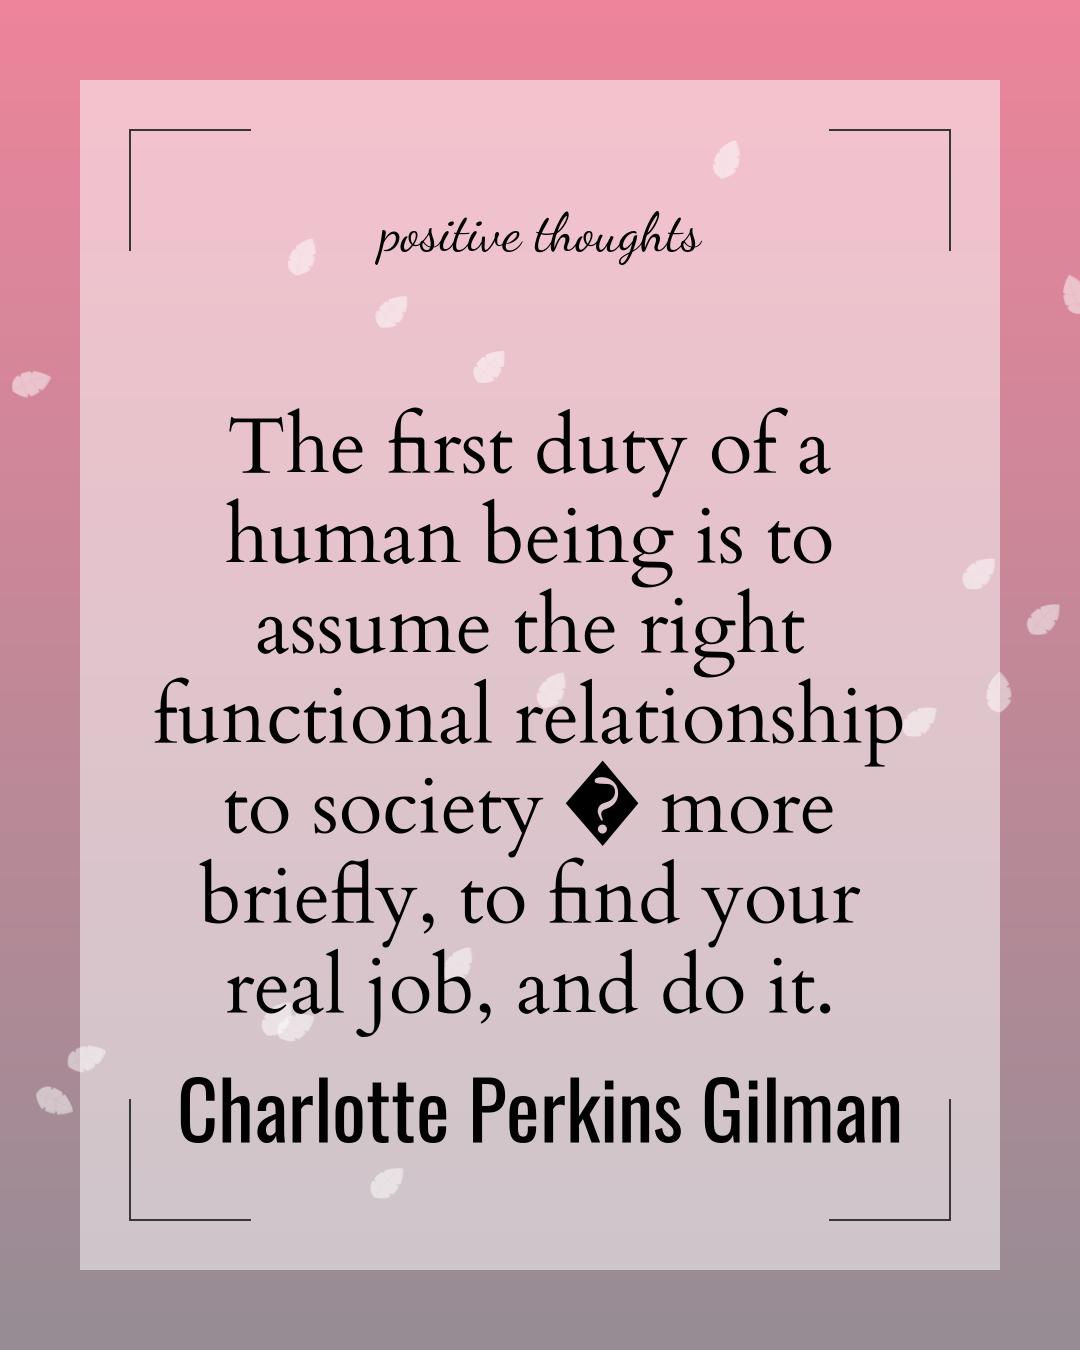 positive thoughts
The first duty of a
human being is to
assume the right
functional relationship
to society � more
briefly, to find your
real job, and do it.
Charlotte Perkins Gilman